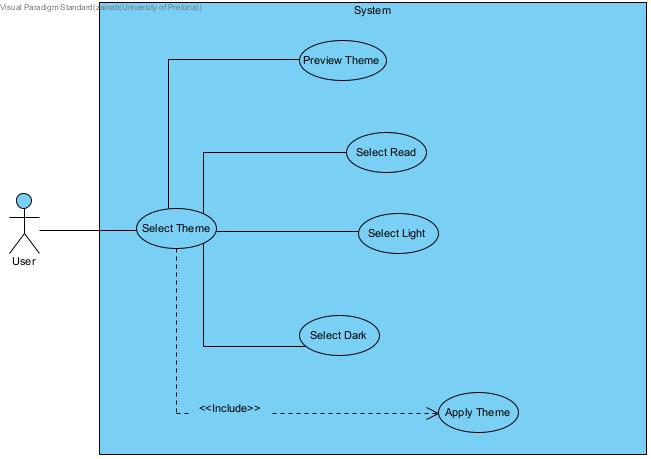 Visual Paradigm Standard(zainab(University of Pretoria))
System
Preview Theme
Select Read
Select Theme
Select Light
User
Select Dark
<<Include>>
Apply Theme